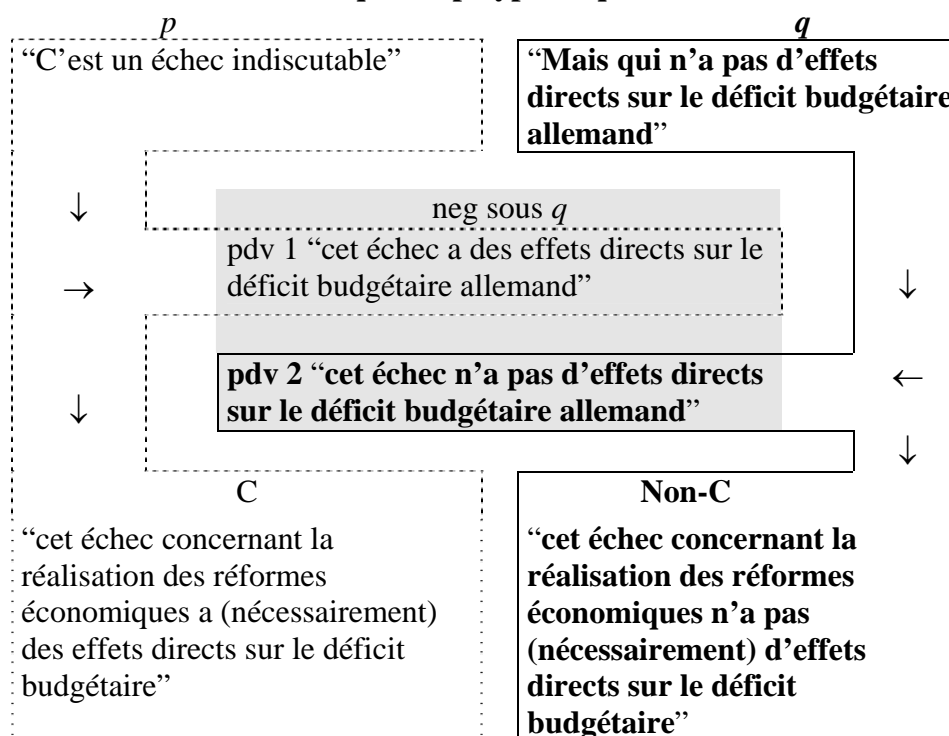 p
q
“C’est un échec indiscutable”
“Mais qui n’a pas d’effets
directs sur le déficit budgétaire
allemand”
↓
neg sous q
pdv 1 “cet échec a des effets directs sur le
déficit budgétaire allemand”
→
↓
pdv 2 “cet échec n’a pas d’effets directs
sur le déficit budgétaire allemand”
←
↓
↓
C
“cet échec concernant la
réalisation des réformes
économiques a (nécessairement)
des effets directs sur le déficit
budgétaire”
Non-C
“cet échec concernant la
réalisation des réformes
économiques n’a pas
(nécessairement) d’effets
directs sur le déficit
budgétaire”